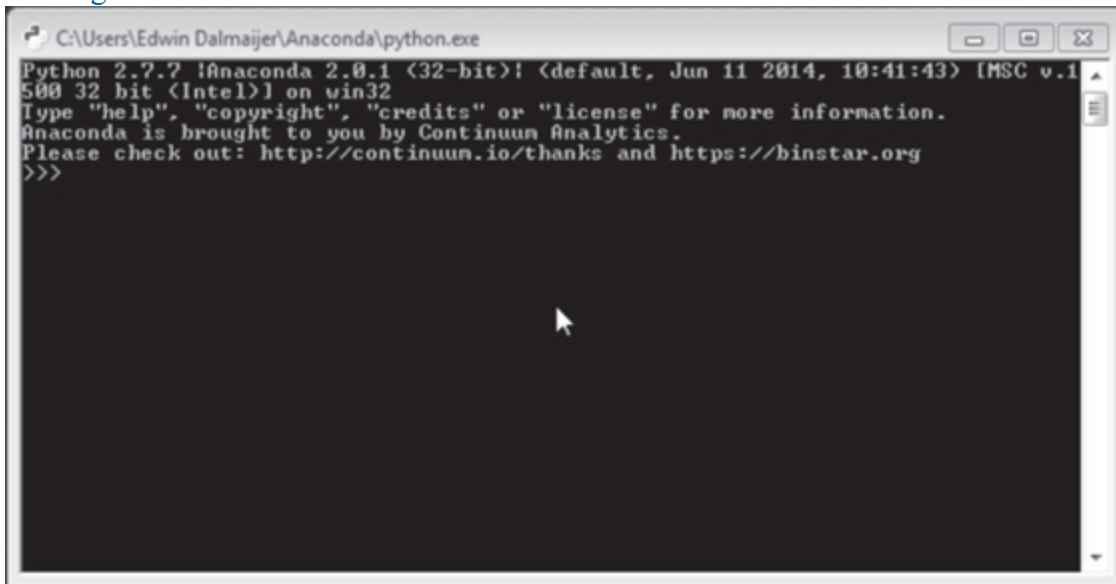 C:\Users\Edwin Dalmaijer\Anaconda\python.exe
Python 2.7.7 |Anaconda 2.0.1 (32-bit)| (default, Jun 11 2014, 10:41:43) [MSC v.1
500 32 bit (Intel)] on win32
Type "help", "copyright", "credits" or "license" for more information.
Anaconda is brought to you by Continuum Analytics.
Please check out: http://continuum.io/thanks and https://binstar.org
>>>